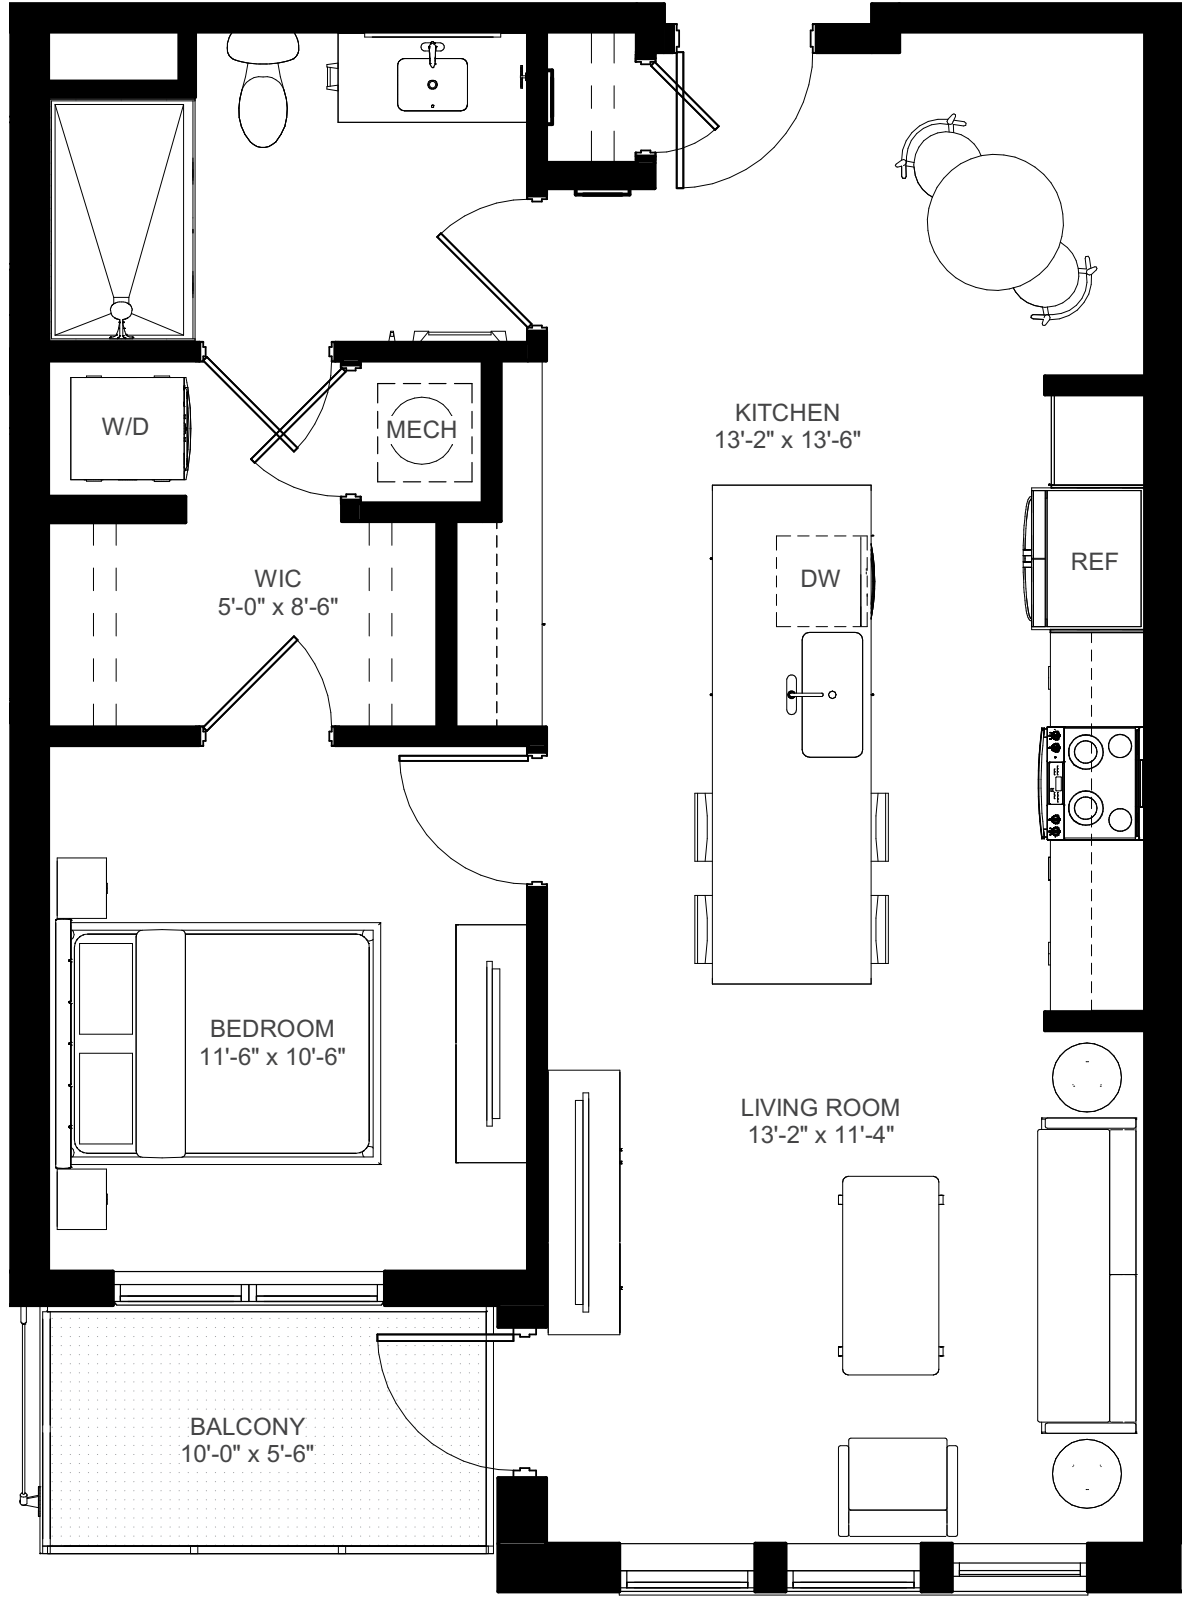 KITCHEN
13'-2" x 13'-6"
W/D
MECH
REF
DW
WIC
5'-0" x 8'-6"
BEDROOM
11'-6" x 10'-6"
LIVING ROOM
13'-2" x 11'-4"
BALCONY
10'-0" x 5'-6"